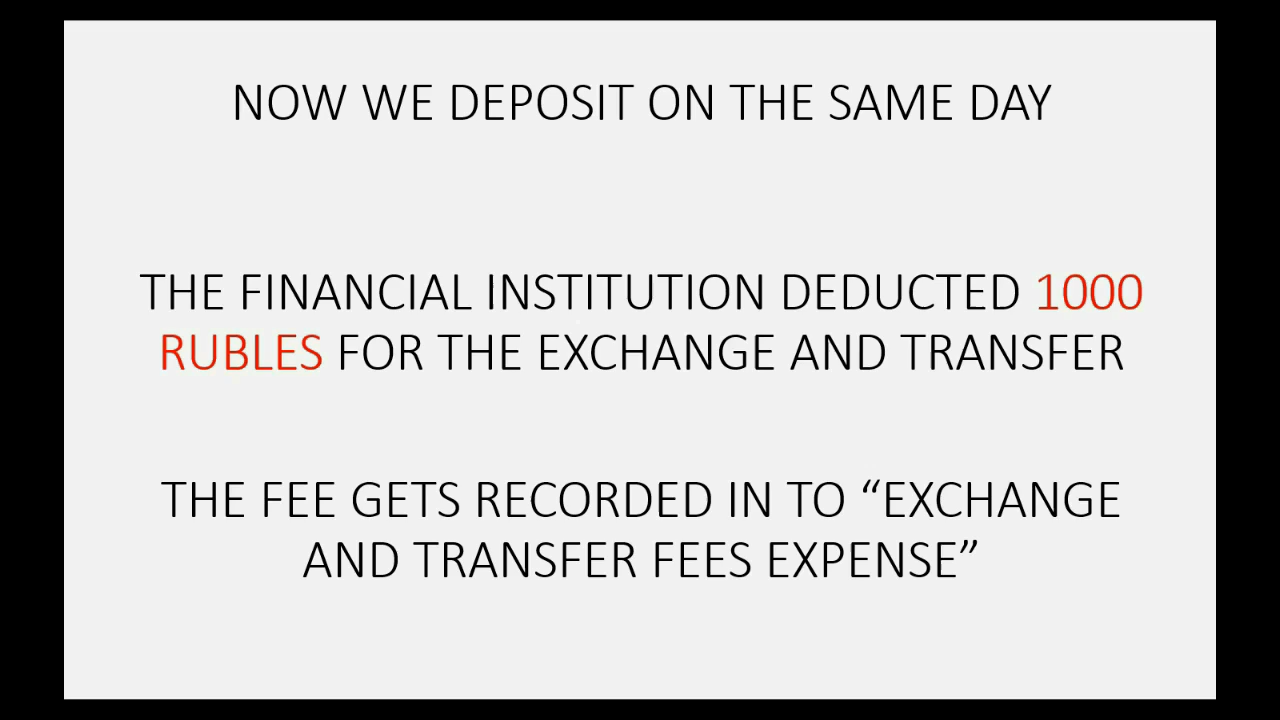 NOW WE DEPOSIT ON THE SAME DAY
THE FINANCIAL INSTITUTION DEDUCTED 1000
RUBLES FOR THE EXCHANGE AND TRANSFER
THE FEE GETS RECORDED IN TO “EXCHANGE
AND TRANSFER FEES EXPENSE”